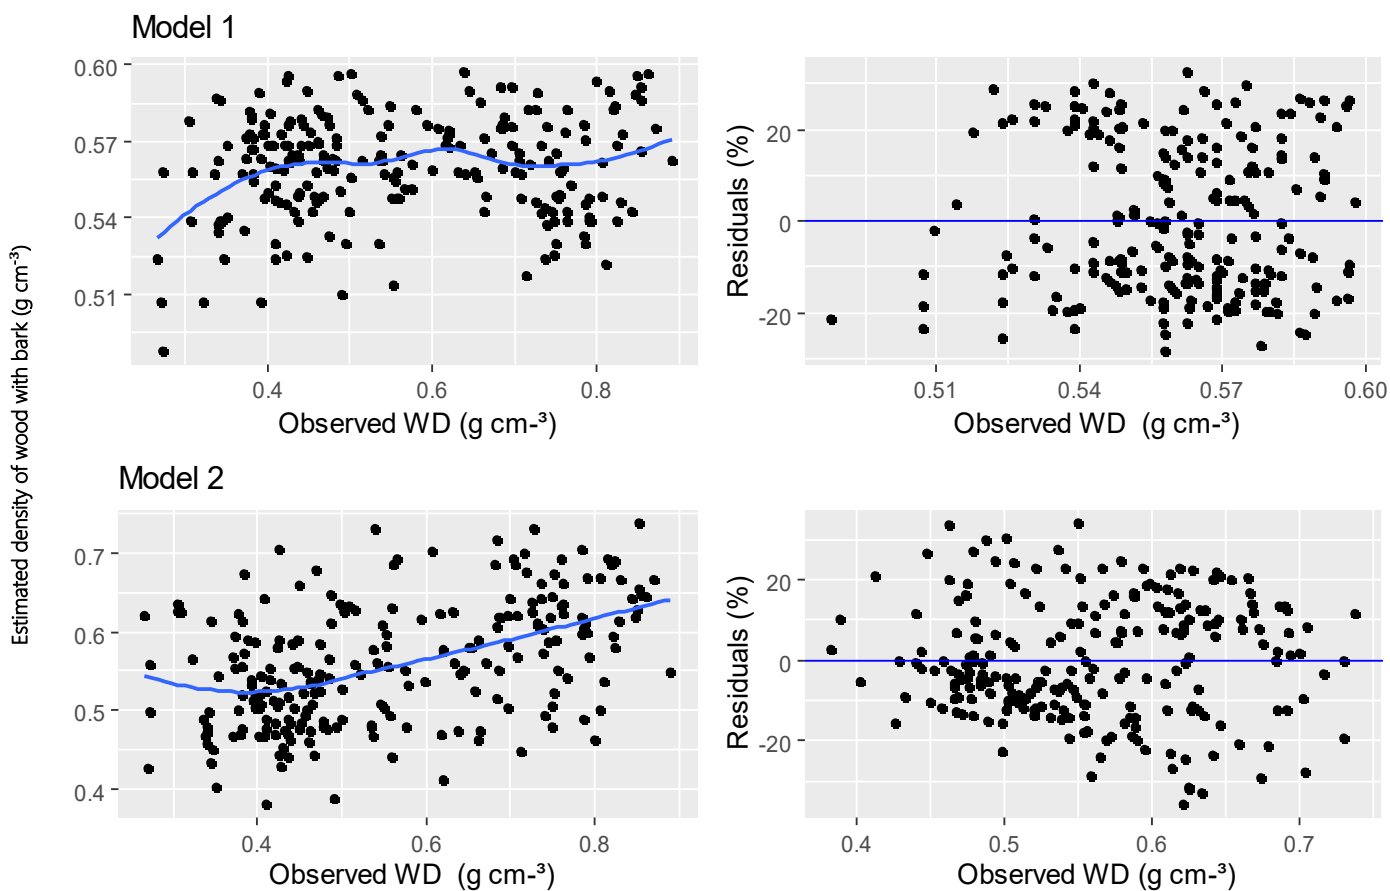 Model 1
Estimated density of wood with bark (g cm-³)
0.60
0.57
0.54
0.51
0.4 0.6 0.8
Observed WD (g cm-³)
Residuals (%)
20
0
-20
0.51 0.54 0.57 0.60
Observed WD (g cm-³)
Model 2
0.7
0.6
0.5
0.4
0.4 0.6 0.8
Observed WD (g cm-³)
Residuals (%)
20
0
-20
0.4 0.5 0.6 0.7
Observed WD (g cm-³)